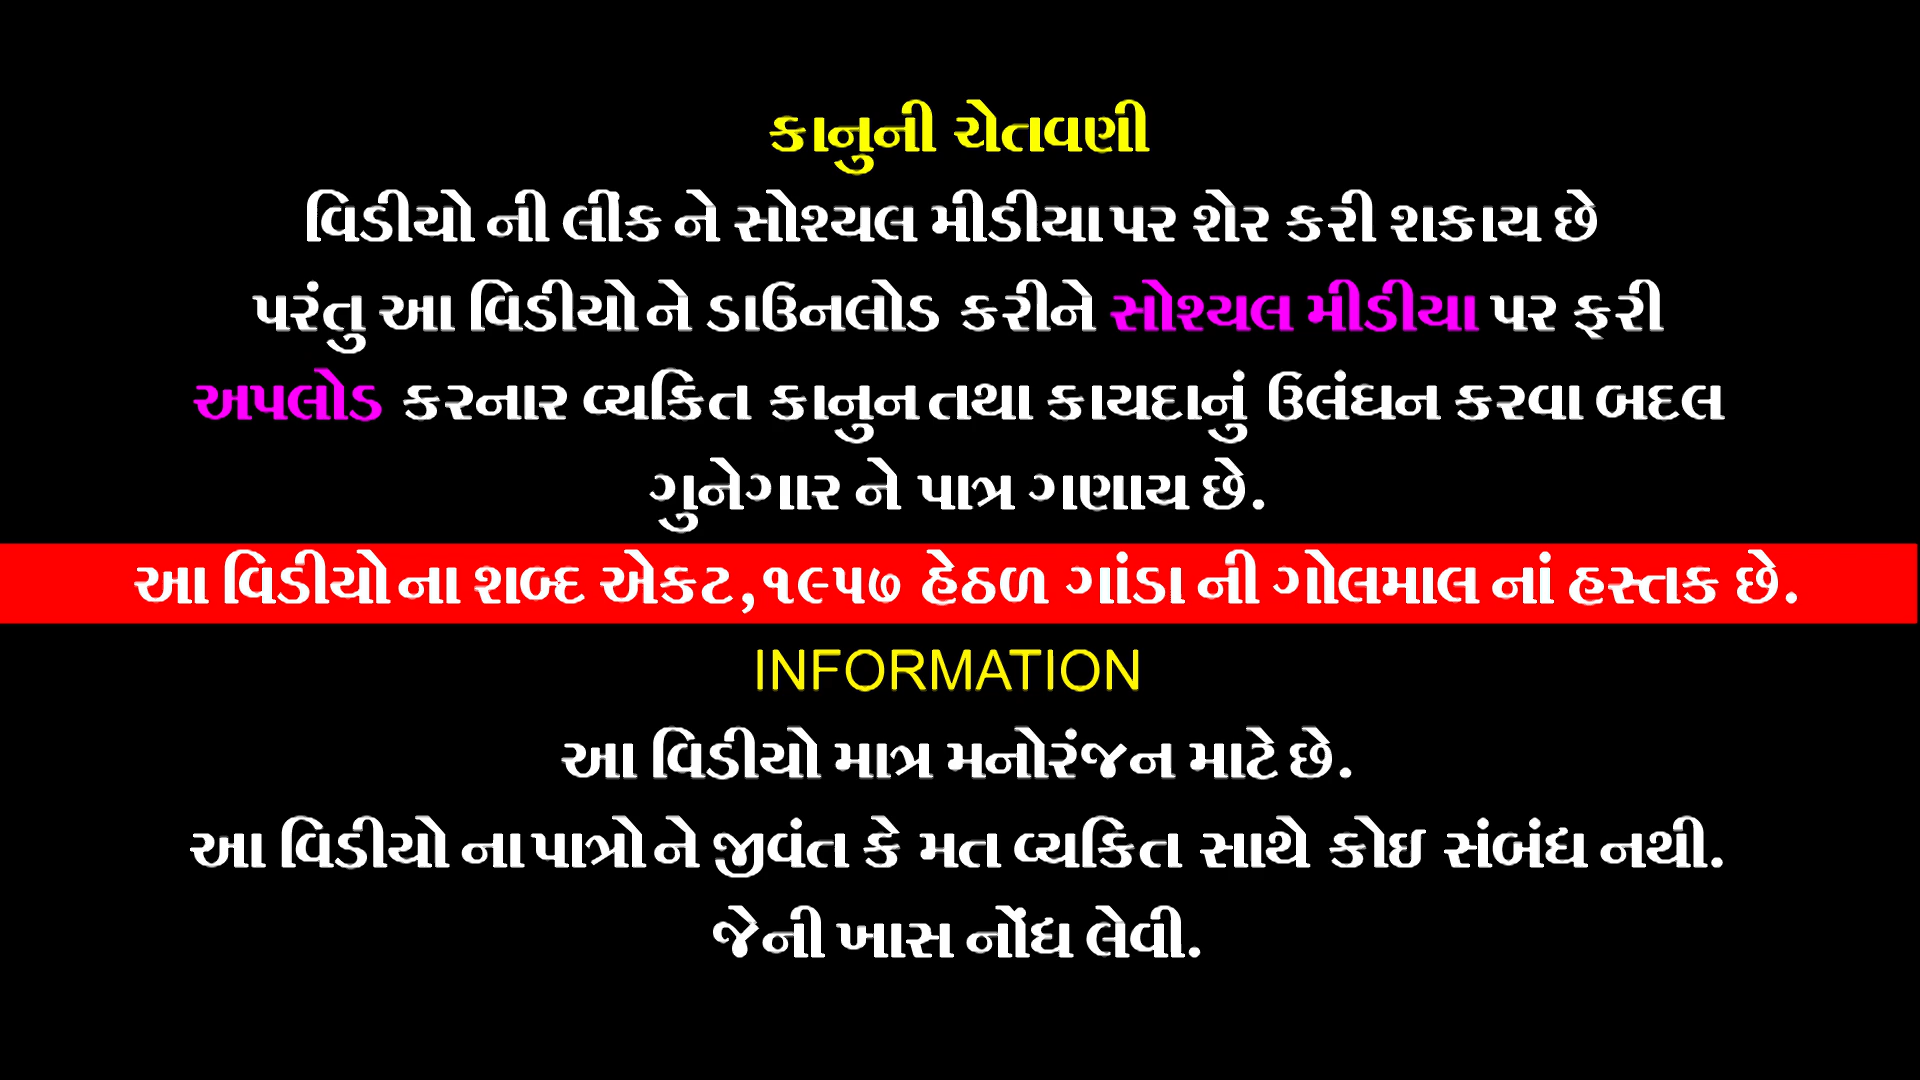 કાનુની ચેતવણી
વિડીયો ની લીંક ને સોશ્યલ મીડીયા પર શેર કરી શકાય છે
પરંતુ આ વિડીયો ને ડાઉનલોડ કરીને સોશ્યલ મીડીયા પર ફરી
અપલોડ કરનાર વ્યકિત કાનુન તથા કાયદાનું ઉલંઘન કરવા બદલ
ગુનેગાર ને પાત્ર ગણાય છે.
આ વિડીયો ના શબ્દ એકટ,૧૯૫૭ હેઠળ ગાંડા ની ગોલમાલ નાં હસ્તક છે.
INFORMATION
આ વિડીયો માત્ર મનોરંજન માટે છે.
આ વિડીયો ના પાત્રો ને જીવંત કે મત વ્યકિત સાથે કોઇ સંબંધ નથી.
જેની ખાસ નોંધ લેવી.